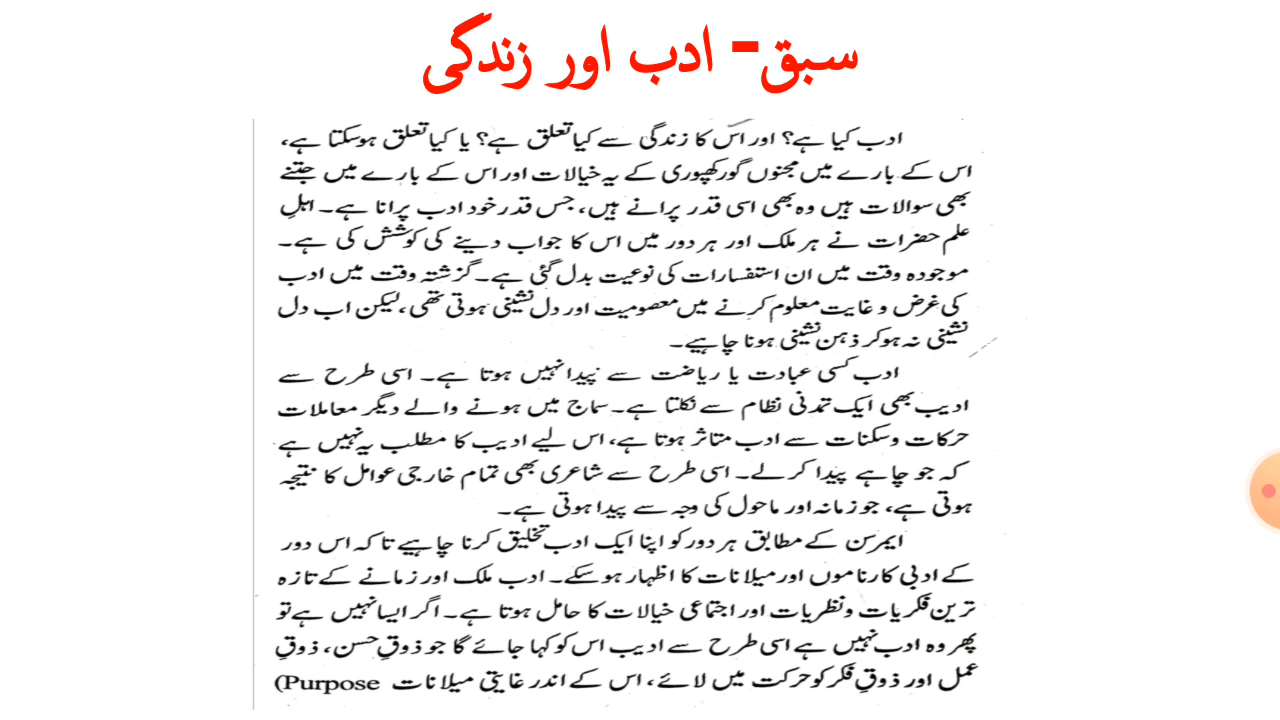 سبق- ادب اور زندگی
ادب کیا ہے؟ اور اس کا زندگی سے کیا تعلق ہے؟ یا کیا تعلق ہوسکتا ہے،
اس کے بارے میں مجنوں گورکھپوری کے یہ خیالات اور اس کے بارے میں جتنے
بھی سوالات ہیں وہ بھی اسی قدر پرانے ہیں، جس قدر خود ادب پرانا ہے۔ اہلِ
علم حضرات نے ہر ملک اور ہر دور میں اس کا جواب دینے کی کوشش کی ہے۔
موجودہ وقت میں ان استفسارات کی نوعیت بدل گئی ہے۔ گزشتہ وقت میں ادب
کی غرض و غایت معلوم کرنے میں معصومیت اور دل نشینی ہوتی تھی، لیکن اب دل
نشینی نہ ہوکر ذہن نشینی ہونا چاہیے۔
ادب کسی عبادت یا ریاضت سے پیدا نہیں ہوتا ہے۔ اسی طرح سے
ادیب بھی ایک تمدنی نظام سے نکلتا ہے۔ سماج میں ہونے والے دیگر معاملات
حرکات وسکنات سے ادب متاثر ہوتا ہے، اس لیے ادیب کا مطلب یہ نہیں ہے
کہ جو چاہے پیدا کرلے۔ اسی طرح سے شاعری بھی تمام خارجی عوامل کا نتیجہ
ہوتی ہے، جو زمانہ اور ماحول کی وجہ سے پیدا ہوتی ہے۔
ایمرسن کے مطابق ہر دور کو اپنا ایک ادب تخلیق کرنا چاہیے تاکہ اس دور
کے ادبی کارناموں اور میلانات کا اظہار ہوسکے۔ ادب ملک اور زمانے کے تازہ
ترین فکریات ونظریات اور اجتماعی خیالات کا حامل ہوتا ہے۔ اگر ایسا نہیں ہے تو
پھر وہ ادب نہیں ہے اسی طرح سے ادیب اس کو کہا جائے گا جو ذوقِ حسن، ذوقِ
عمل اور ذوقِ فکر کو حرکت میں لائے، اس کے اندر غایتی میلانات Purpose)